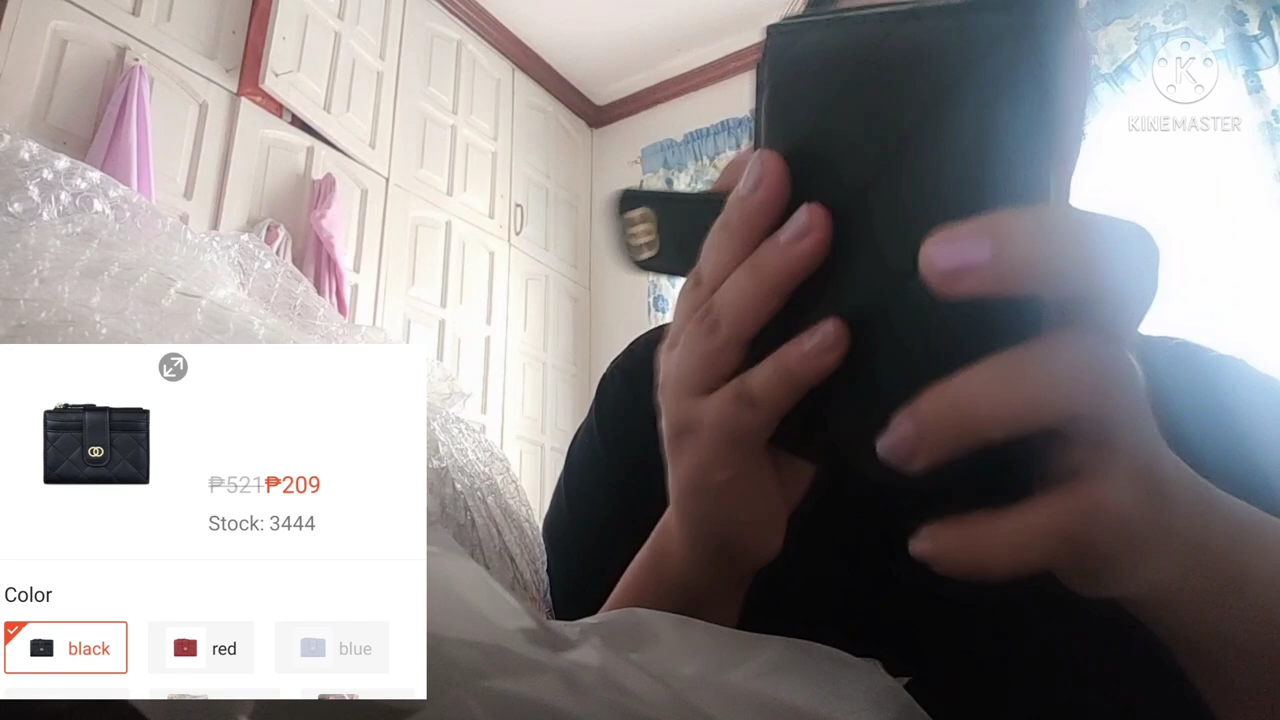 K
KINEMASTER
₱521₱209
Stock: 3444
Color
black
red
blue